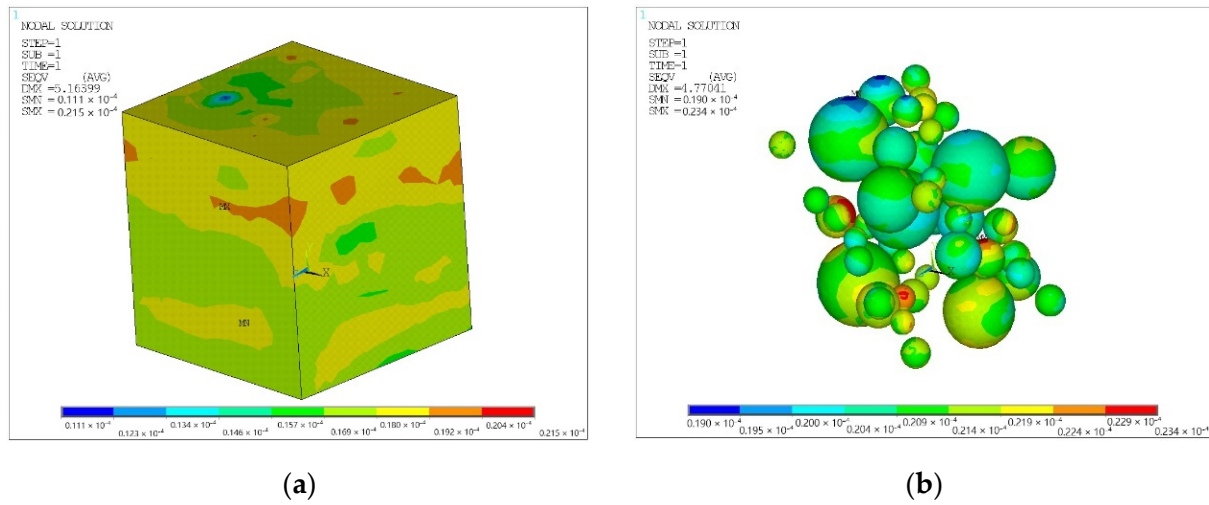 1
NODAL SOLUTION
STEP=1
SUB =1
TIME=1
SEQV (AVG)
DMX =5.16399
SMN =0.111 × 10⁻⁴
SMX =0.215 × 10⁻⁴
MX
Y
X
MN
0.111 × 10⁻⁴ 0.134 × 10⁻⁴ 0.157 × 10⁻⁴ 0.180 × 10⁻⁴ 0.204 × 10⁻⁴
0.123 × 10⁻⁴ 0.146 × 10⁻⁴ 0.169 × 10⁻⁴ 0.192 × 10⁻⁴ 0.215 × 10⁻⁴
(a)
1
NODAL SOLUTION
STEP=1
SUB =1
TIME=1
SEQV (AVG)
DMX =4.77041
SMN =0.190 × 10⁻⁴
SMX =0.234 × 10⁻⁴
X
0.190 × 10⁻⁴ 0.200 × 10⁻⁴ 0.209 × 10⁻⁴ 0.219 × 10⁻⁴ 0.229 × 10⁻⁴
0.195 × 10⁻⁴ 0.204 × 10⁻⁴ 0.214 × 10⁻⁴ 0.224 × 10⁻⁴ 0.234 × 10⁻⁴
(b)